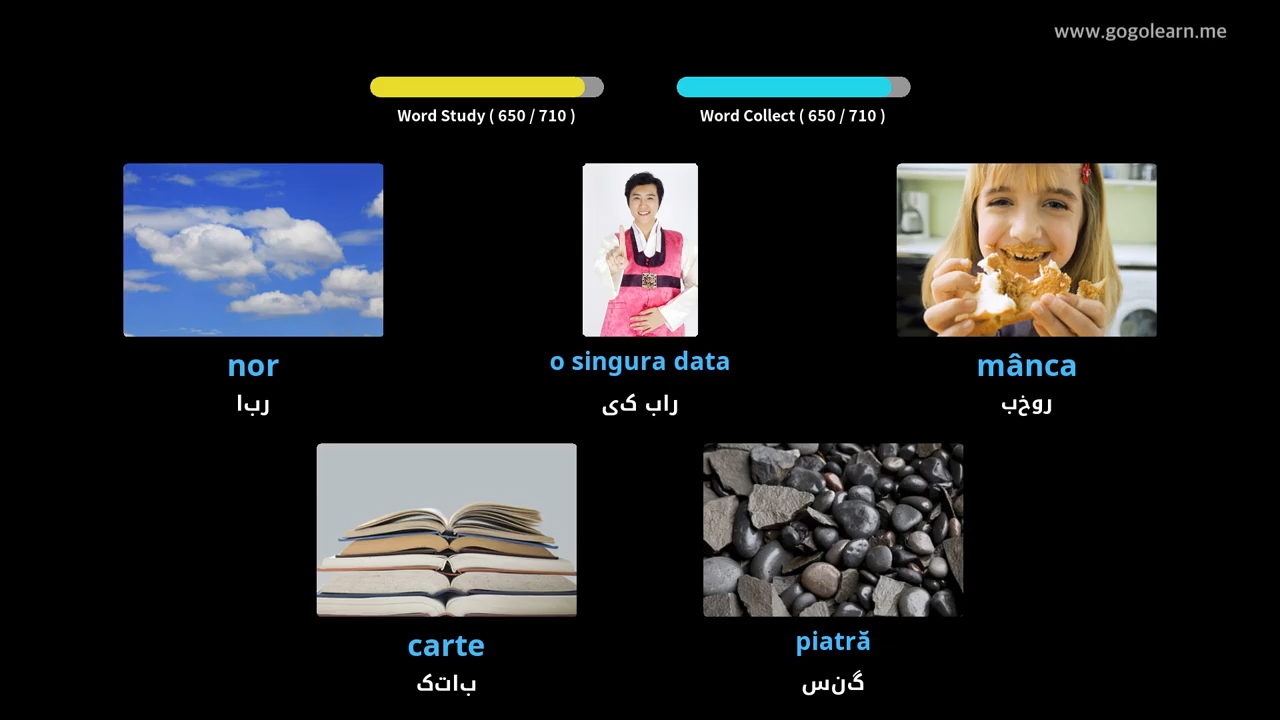 www.gogolearn.me
Word Study ( 650 / 710 )
Word Collect ( 650 / 710 )
nor
ربا
o singura data
راب کی
mânca
روخب
carte
باتک
piatră
گنس